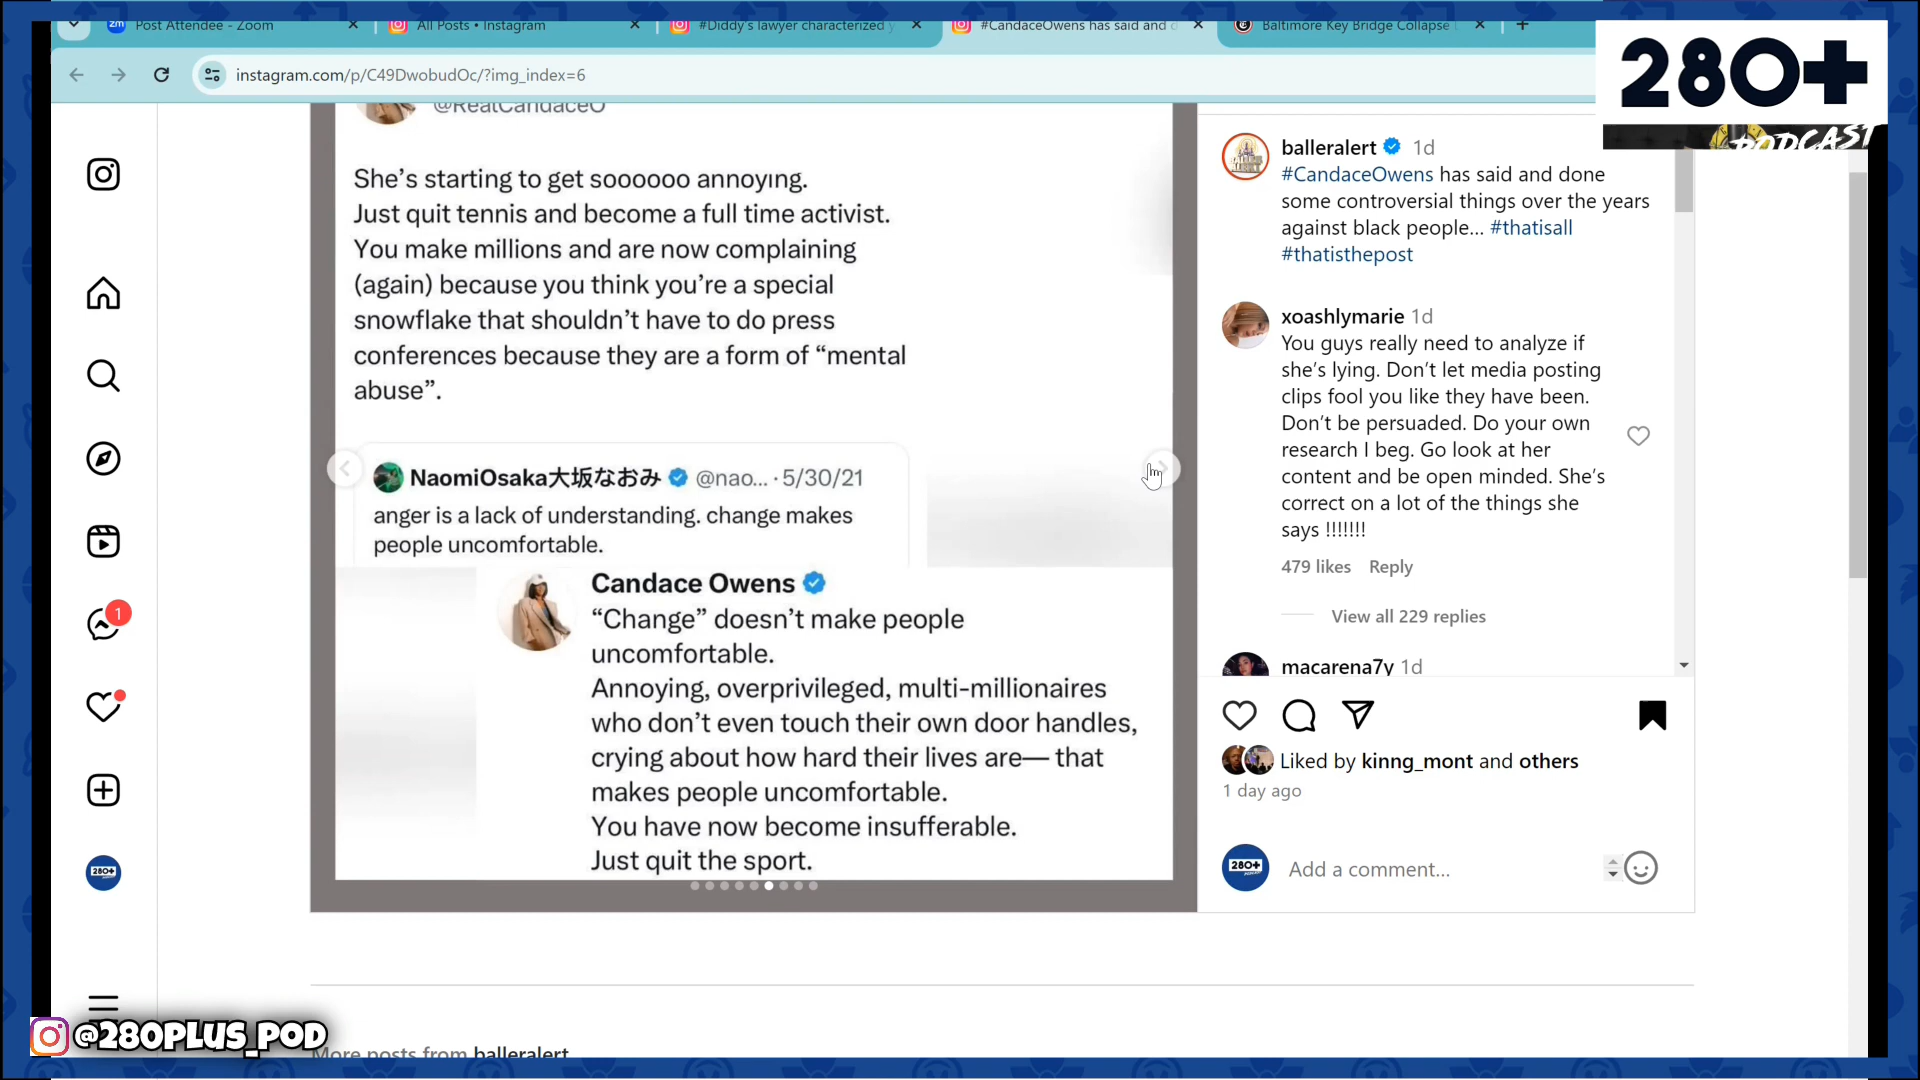 Post Attendee - Zoom
All Posts • Instagram
#Diddy's lawyer characterized
#CandaceOwens has said and d
Baltimore Key Bridge Collapse
instagram.com/p/C49DwobudOc/?img_index=6
280+
PODCAST
@RealCandaceO
She's starting to get soooooo annoying.
Just quit tennis and become a full time activist.
You make millions and are now complaining
(again) because you think you're a special
snowflake that shouldn't have to do press
conferences because they are a form of “mental
abuse”.
NaomiOsaka大坂なおみ @nao... · 5/30/21
anger is a lack of understanding. change makes
people uncomfortable.
Candace Owens
“Change” doesn't make people
uncomfortable.
Annoying, overprivileged, multi-millionaires
who don't even touch their own door handles,
crying about how hard their lives are— that
makes people uncomfortable.
You have now become insufferable.
Just quit the sport.
balleralert 1d
#CandaceOwens has said and done
some controversial things over the years
against black people... #thatisall
#thatisthepost
xoashlymarie 1d
You guys really need to analyze if
she's lying. Don't let media posting
clips fool you like they have been.
Don't be persuaded. Do your own
research I beg. Go look at her
content and be open minded. She's
correct on a lot of the things she
says !!!!!!!
479 likes Reply
View all 229 replies
macarena7y 1d
Liked by kinng_mont and others
1 day ago
280+
Add a comment...
1
280+
More posts from balleralert
@280PLUS_POD